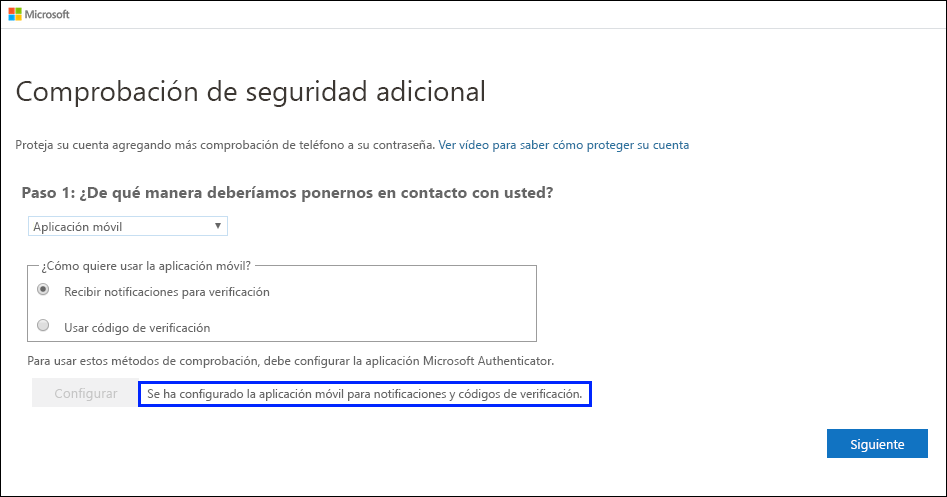 Microsoft
Comprobación de seguridad adicional
Proteja su cuenta agregando más comprobación de teléfono a su contraseña. Ver vídeo para saber cómo proteger su cuenta
Paso 1: ¿De qué manera deberíamos ponernos en contacto con usted?
Aplicación móvil
¿Cómo quiere usar la aplicación móvil?
Recibir notificaciones para verificación
Usar código de verificación
Para usar estos métodos de comprobación, debe configurar la aplicación Microsoft Authenticator.
Configurar Se ha configurado la aplicación móvil para notificaciones y códigos de verificación.
Siguiente